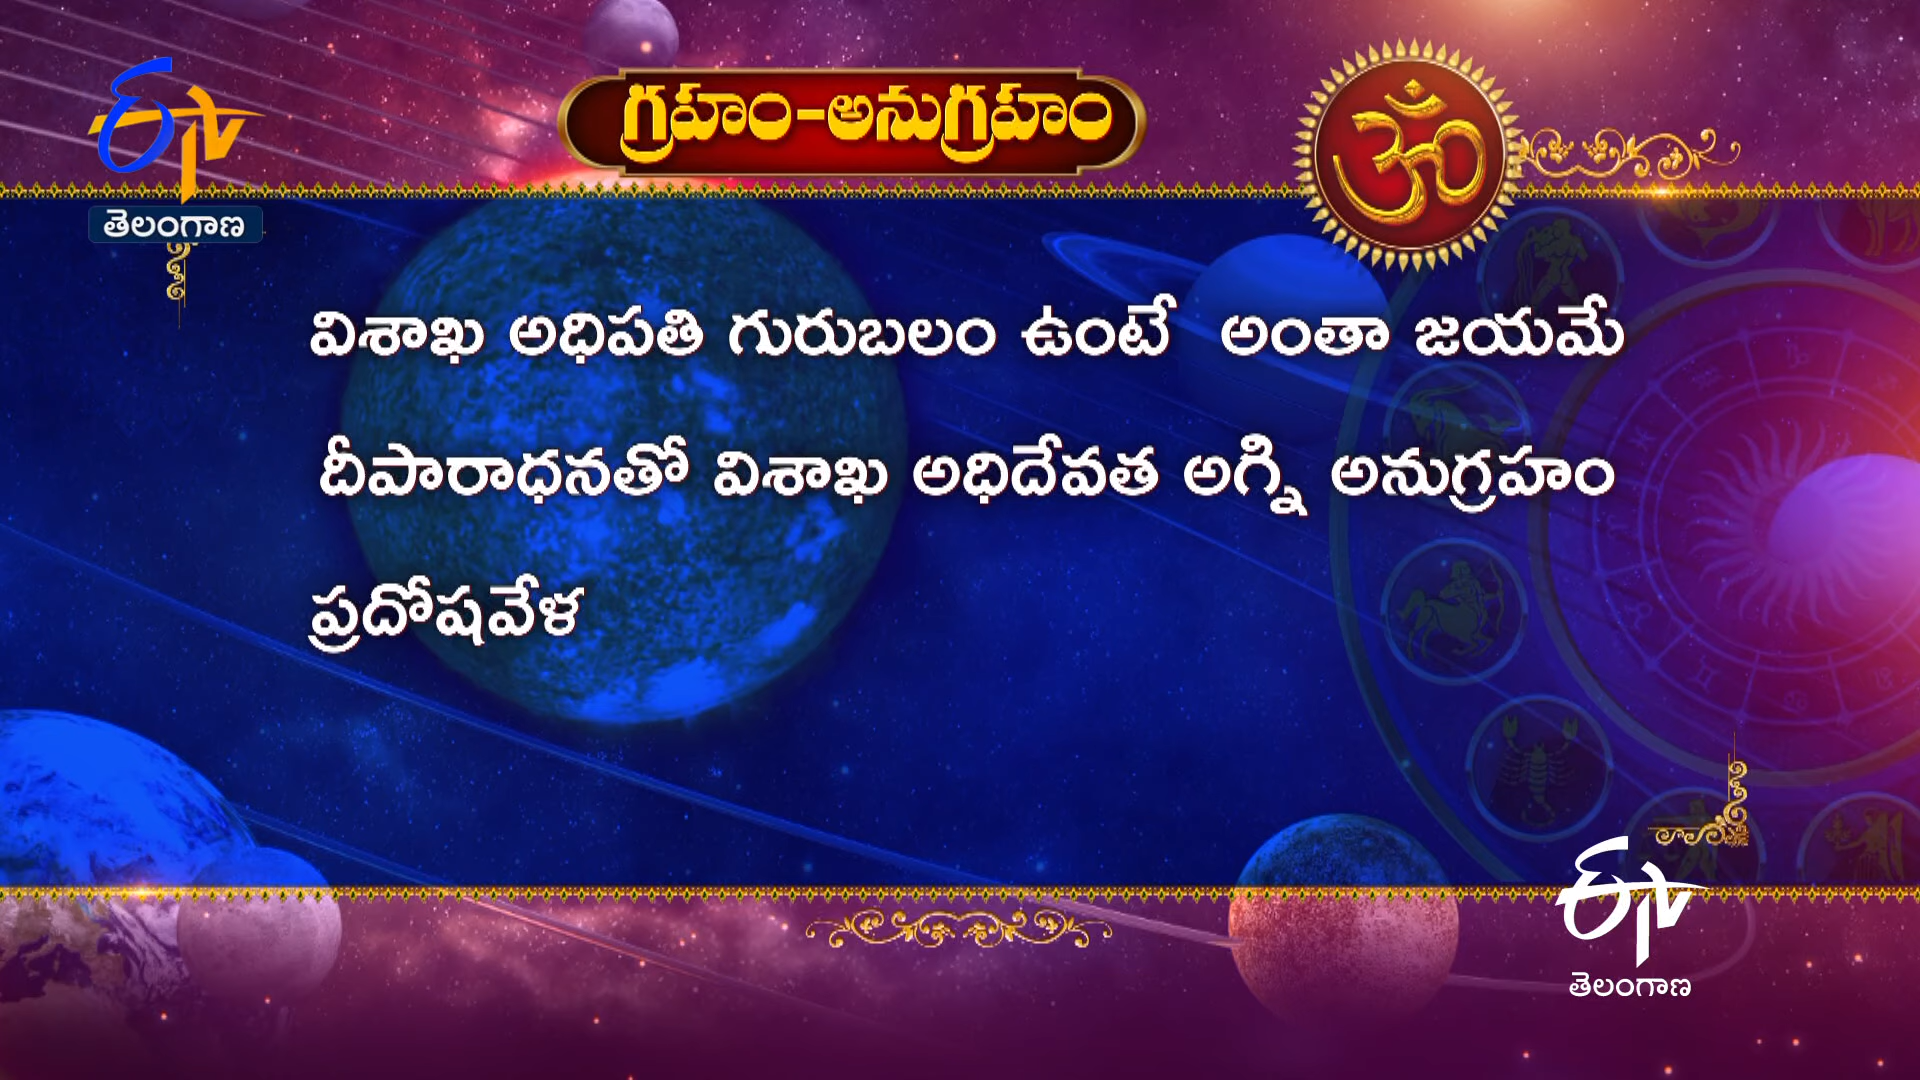 గ్రహం-అనుగ్రహం
తెలంగాణ
విశాఖ అధిపతి గురుబలం ఉంటే అంతా జయమే
దీపారాధనతో విశాఖ అధిదేవత అగ్ని అనుగ్రహం
ప్రదోషవేళ
తెలంగాణ